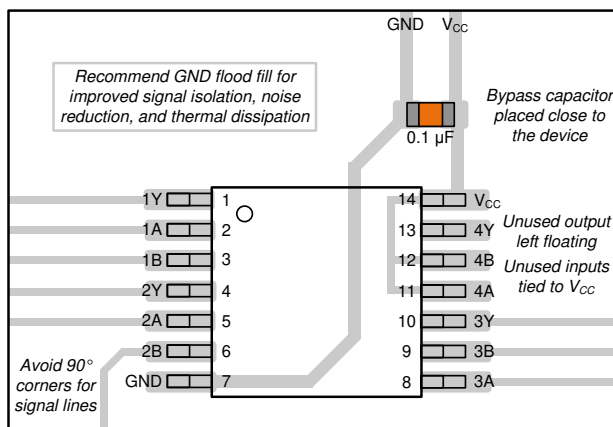 GND VCC
Recommend GND flood fill for
improved signal isolation, noise
reduction, and thermal dissipation
Bypass capacitor
placed close to
the device
0.1 µF
1Y 1 14 VCC
1A 2 13 4Y
1B 3 12 4B
2Y 4 11 4A
2A 5 10 3Y
2B 6 9 3B
GND 7 8 3A
Unused output
left floating
Unused inputs
tied to VCC
Avoid 90°
corners for
signal lines